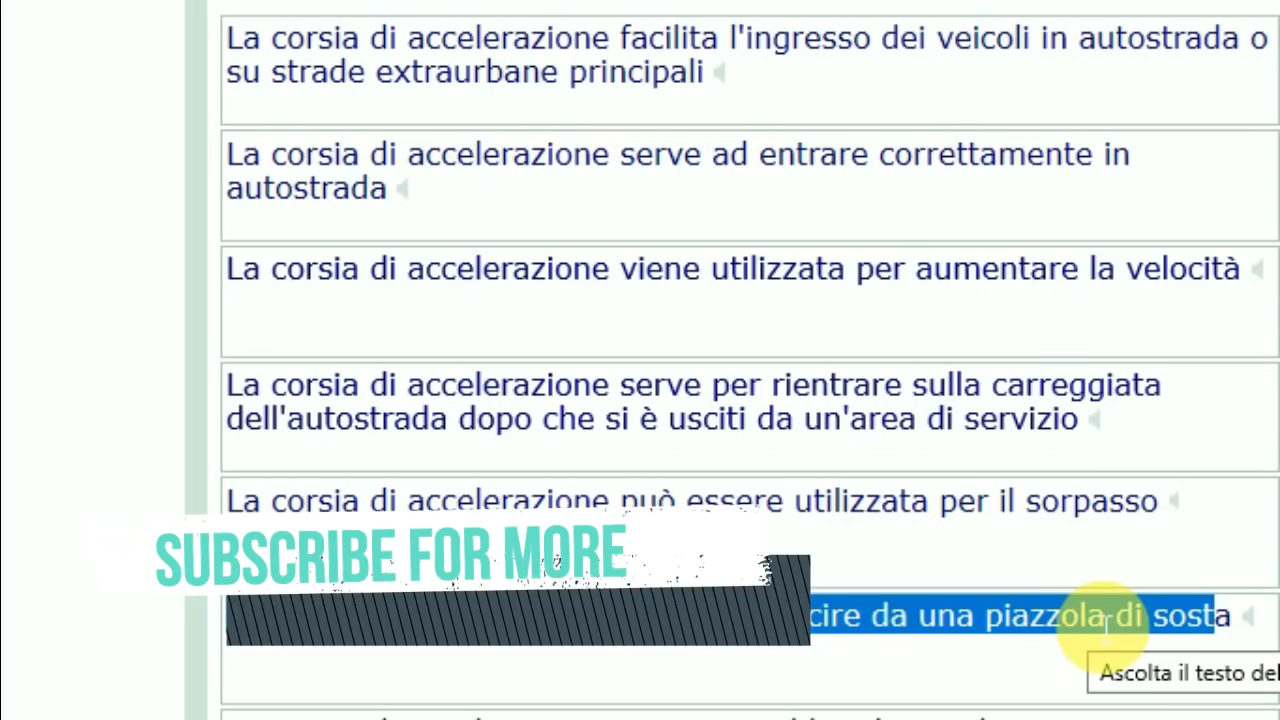 La corsia di accelerazione facilita l'ingresso dei veicoli in autostrada o
su strade extraurbane principali
La corsia di accelerazione serve ad entrare correttamente in
autostrada
La corsia di accelerazione viene utilizzata per aumentare la velocità
La corsia di accelerazione serve per rientrare sulla carreggiata
dell'autostrada dopo che si è usciti da un'area di servizio
La corsia di accelerazione può essere utilizzata per il sorpasso
SUBSCRIBE FOR MORE
cire da una piazzola di sosta
Ascolta il testo del